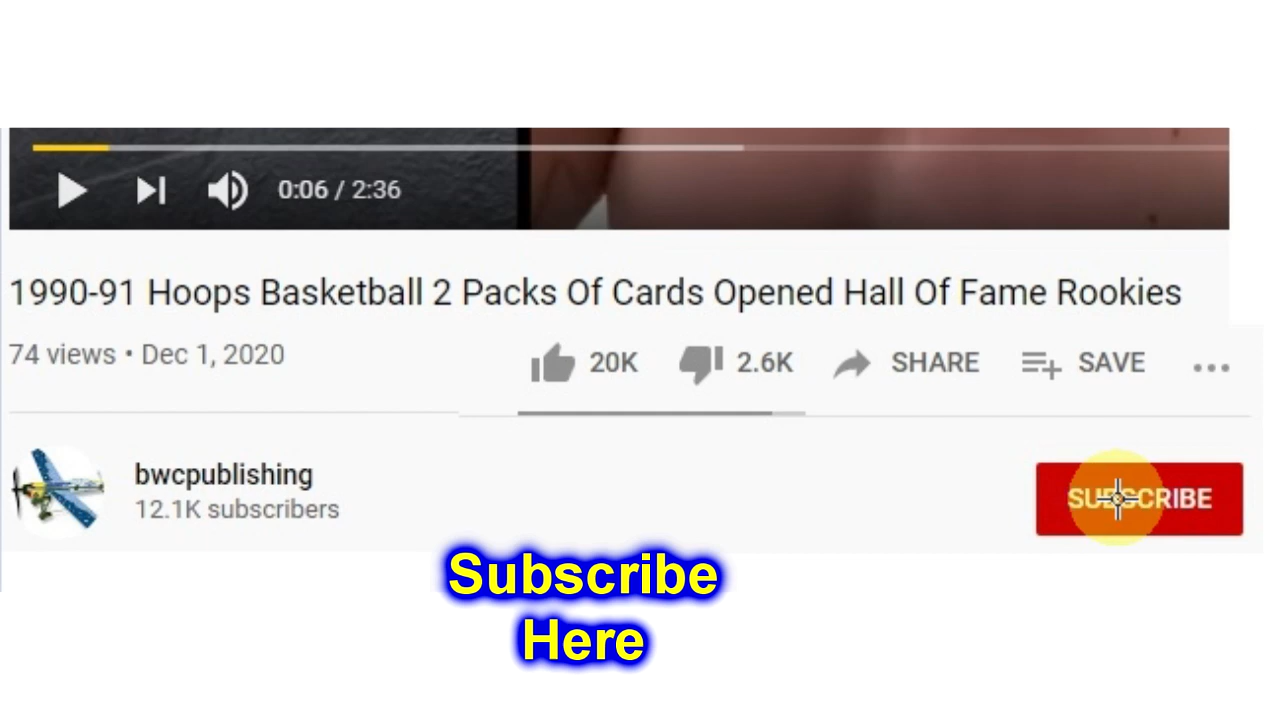 0:06 / 2:36
1990-91 Hoops Basketball 2 Packs Of Cards Opened Hall Of Fame Rookies
74 views • Dec 1, 2020
20K 2.6K SHARE SAVE
bwcpublishing
12.1K subscribers
SUBSCRIBE
Subscribe
Here